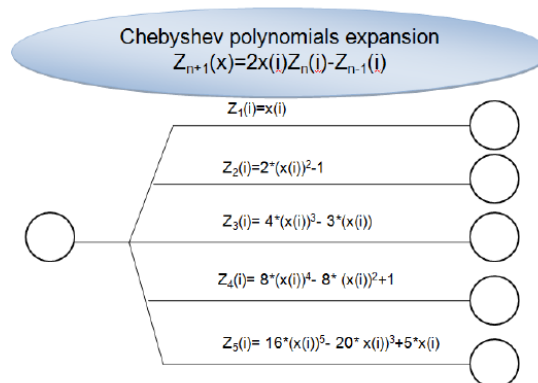 Chebyshev polynomials expansion
Zₙ₊₁(x)=2x(i)Zₙ(i)-Zₙ₋₁(i)
Z₁(i)=x(i)
Z₂(i)=2*(x(i))²-1
Z₃(i)= 4*(x(i))³- 3*(x(i))
Z₄(i)= 8*(x(i))⁴- 8* (x(i))²+1
Z₅(i)= 16*(x(i))⁵- 20* x(i))³+5*x(i)